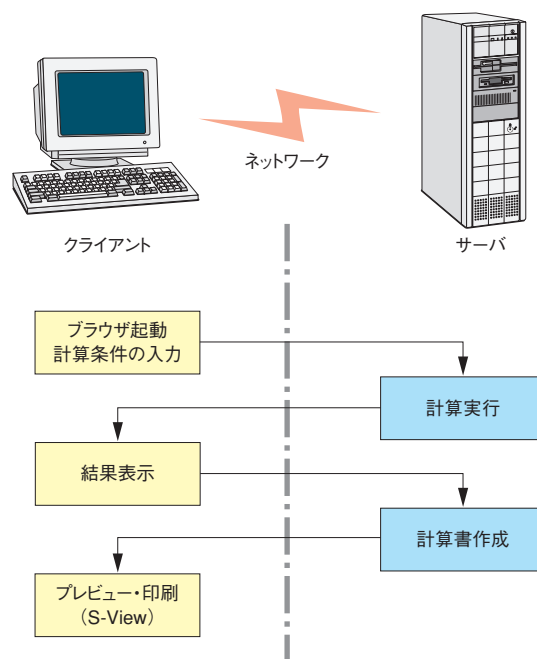 ネットワーク
クライアント
サーバ
ブラウザ起動
計算条件の入力
計算実行
結果表示
計算書作成
プレビュー・印刷
(S-View)